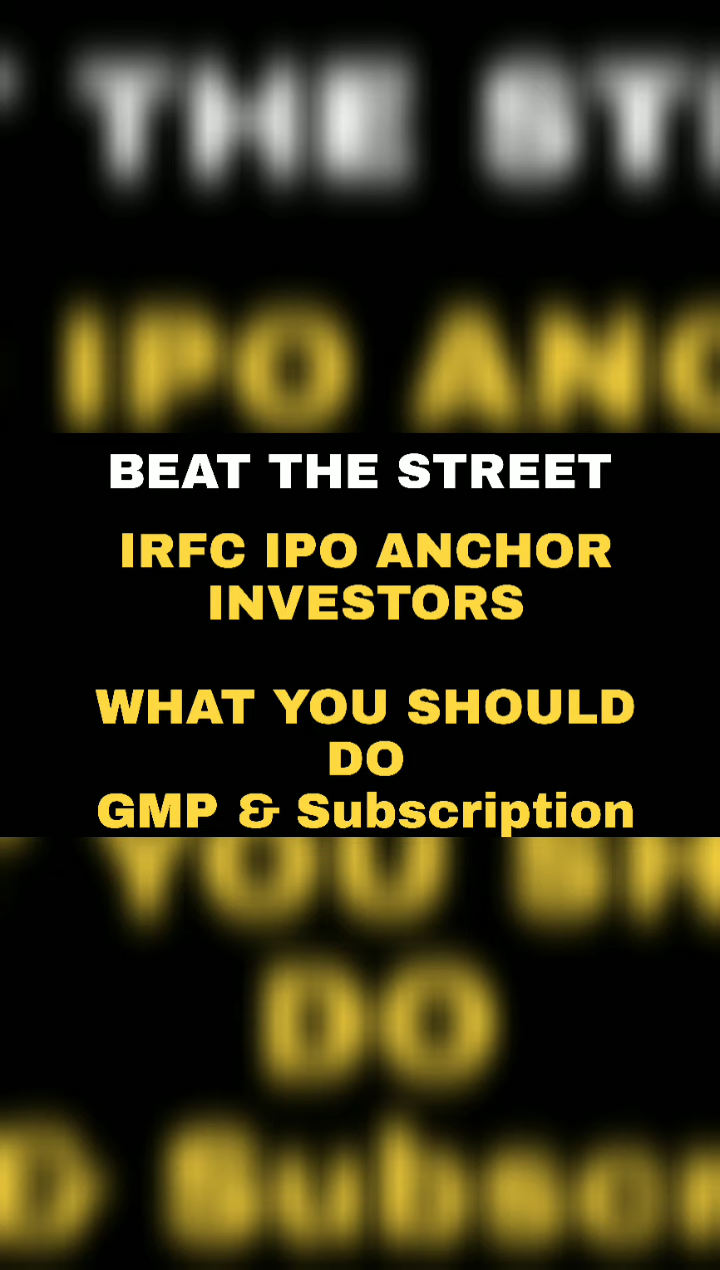 BEAT THE STREET
IRFC IPO ANCHOR
INVESTORS
WHAT YOU SHOULD
DO
GMP & Subscription